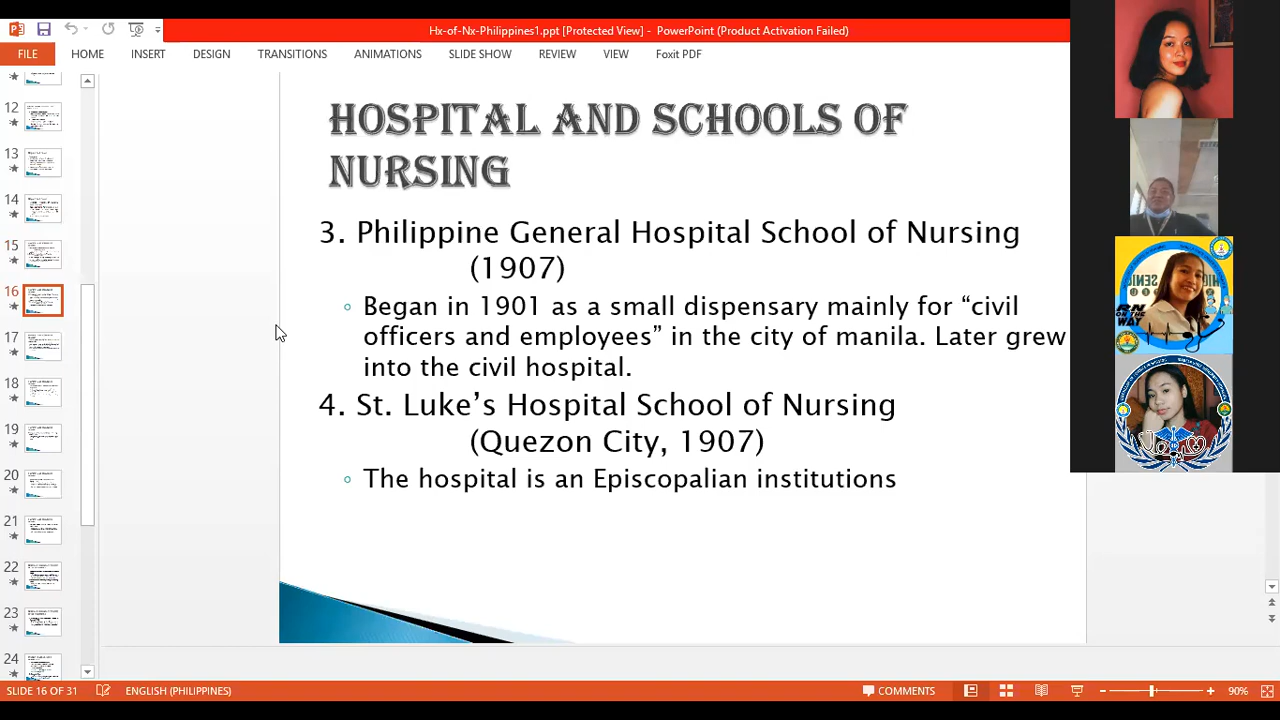 Hx-of-Nx-Philippines1.ppt [Protected View] - PowerPoint (Product Activation Failed)
FILE HOME INSERT DESIGN TRANSITIONS ANIMATIONS SLIDE SHOW REVIEW VIEW Foxit PDF
12
13
14
15
16
17
18
19
20
21
22
23
24
HOSPITAL AND SCHOOLS OF
NURSING
3. Philippine General Hospital School of Nursing
(1907)
Began in 1901 as a small dispensary mainly for “civil
officers and employees” in the city of manila. Later grew
into the civil hospital.
4. St. Luke’s Hospital School of Nursing
(Quezon City, 1907)
The hospital is an Episcopalian institutions
RN
ON THE
WAY
SLIDE 16 OF 31 ENGLISH (PHILIPPINES) COMMENTS 90%